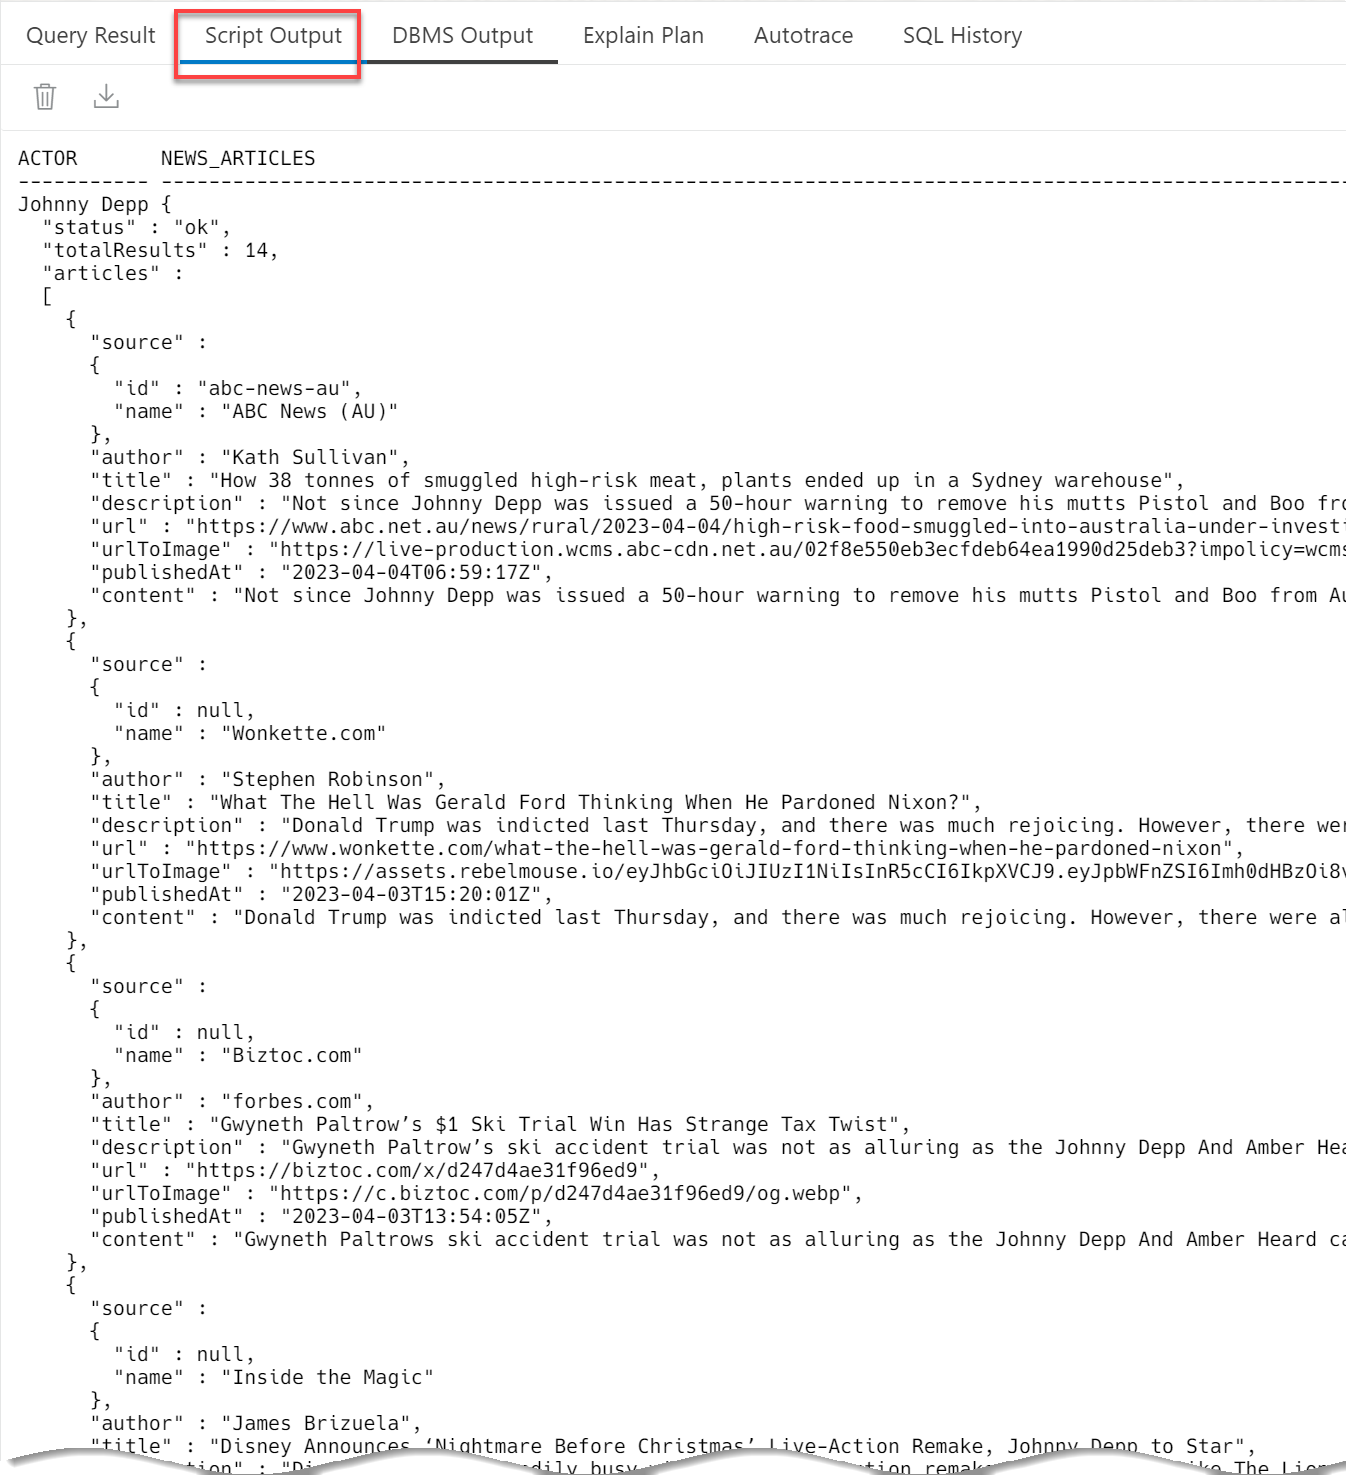 Query Result Script Output DBMS Output Explain Plan Autotrace SQL History
ACTOR NEWS_ARTICLES
----------- ----------------------------------------------------------------------------------------------------
Johnny Depp {
"status" : "ok",
"totalResults" : 14,
"articles" :
[
{
"source" :
{
"id" : "abc-news-au",
"name" : "ABC News (AU)"
},
"author" : "Kath Sullivan",
"title" : "How 38 tonnes of smuggled high-risk meat, plants ended up in a Sydney warehouse",
"description" : "Not since Johnny Depp was issued a 50-hour warning to remove his mutts Pistol and Boo fro
"url" : "https://www.abc.net.au/news/rural/2023-04-04/high-risk-food-smuggled-into-australia-under-investi
"urlToImage" : "https://live-production.wcms.abc-cdn.net.au/02f8e550eb3ecfdeb64ea1990d25deb3?impolicy=wcms
"publishedAt" : "2023-04-04T06:59:17Z",
"content" : "Not since Johnny Depp was issued a 50-hour warning to remove his mutts Pistol and Boo from Au
},
{
"source" :
{
"id" : null,
"name" : "Wonkette.com"
},
"author" : "Stephen Robinson",
"title" : "What The Hell Was Gerald Ford Thinking When He Pardoned Nixon?",
"description" : "Donald Trump was indicted last Thursday, and there was much rejoicing. However, there wer
"url" : "https://www.wonkette.com/what-the-hell-was-gerald-ford-thinking-when-he-pardoned-nixon",
"urlToImage" : "https://assets.rebelmouse.io/eyJhbGciOiJIUzI1NiIsInR5cCI6IkpXVCJ9.eyJpbWFnZSI6Imh0dHBzOi8v
"publishedAt" : "2023-04-03T15:20:01Z",
"content" : "Donald Trump was indicted last Thursday, and there was much rejoicing. However, there were al
},
{
"source" :
{
"id" : null,
"name" : "Biztoc.com"
},
"author" : "forbes.com",
"title" : "Gwyneth Paltrow’s $1 Ski Trial Win Has Strange Tax Twist",
"description" : "Gwyneth Paltrow’s ski accident trial was not as alluring as the Johnny Depp And Amber Hea
"url" : "https://biztoc.com/x/d247d4ae31f96ed9",
"urlToImage" : "https://c.biztoc.com/p/d247d4ae31f96ed9/og.webp",
"publishedAt" : "2023-04-03T13:54:05Z",
"content" : "Gwyneth Paltrows ski accident trial was not as alluring as the Johnny Depp And Amber Heard ca
},
{
"source" :
{
"id" : null,
"name" : "Inside the Magic"
},
"author" : "James Brizuela",
"title" : "Disney Announces ‘Nightmare Before Christmas’ Live-Action Remake, Johnny Depp to Star",
busy remake The